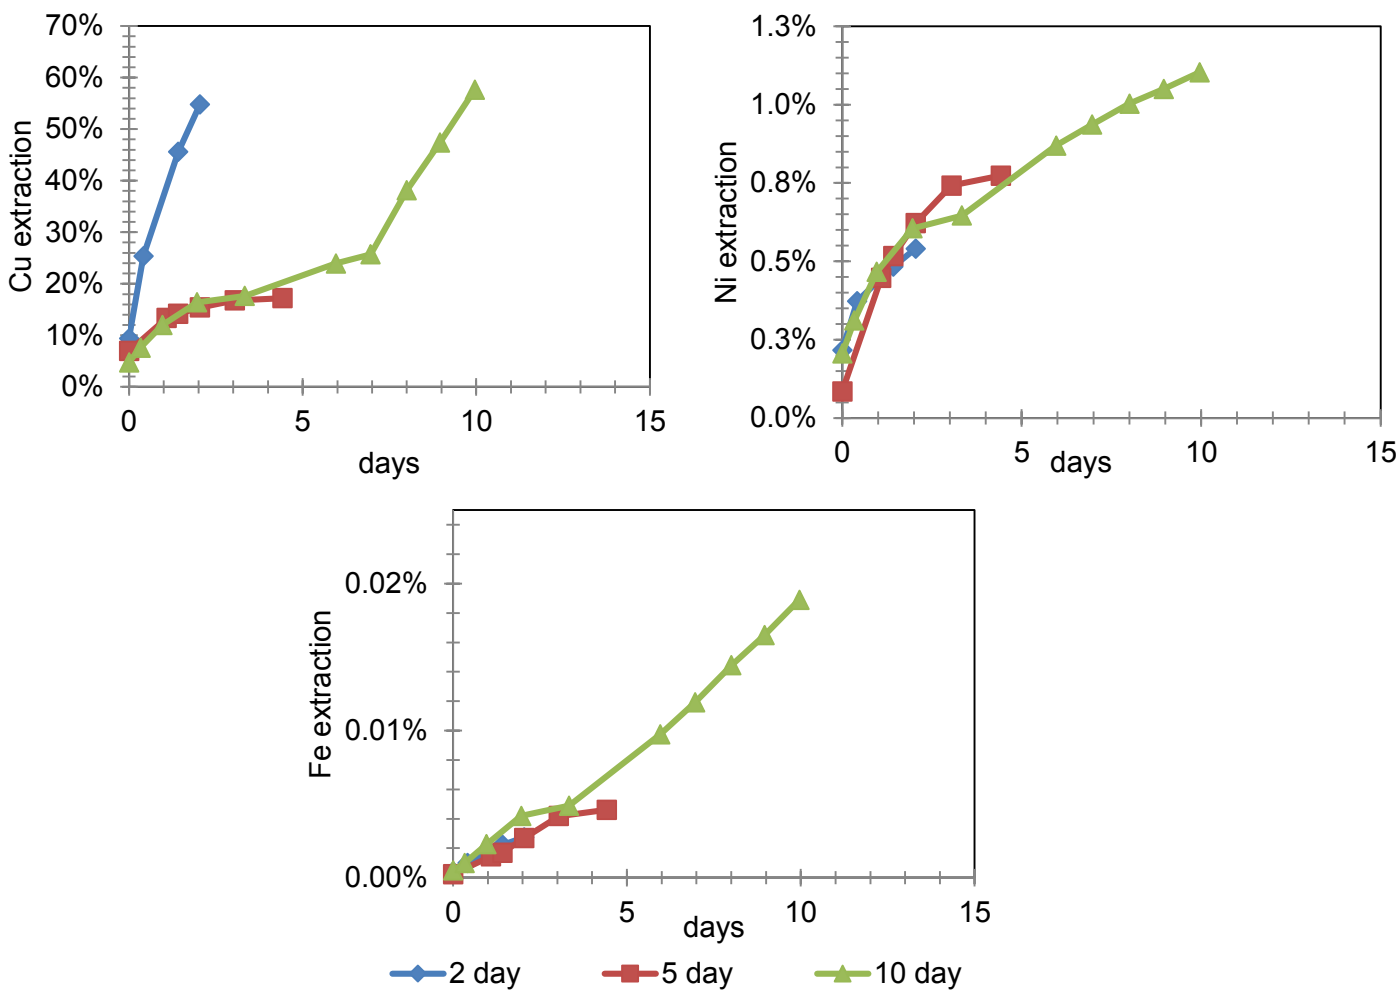 Cu extraction
70%
60%
50%
40%
30%
20%
10%
0%
0 5 10 15
days
Ni extraction
1.3%
1.0%
0.8%
0.5%
0.3%
0.0%
0 5 10 15
days
Fe extraction
0.02%
0.01%
0.00%
0 5 10 15
days
2 day 5 day 10 day